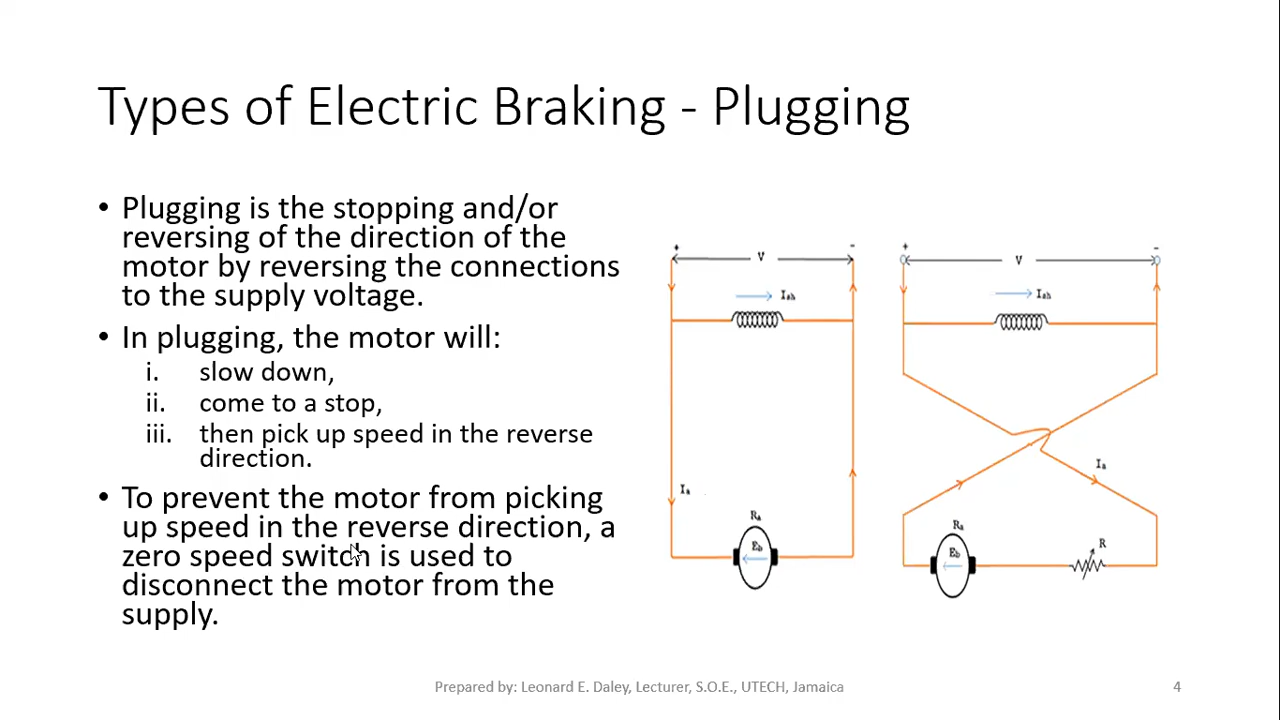 Types of Electric Braking - Plugging
• Plugging is the stopping and/or
reversing of the direction of the
motor by reversing the connections
to the supply voltage.
• In plugging, the motor will:
i. slow down,
ii. come to a stop,
iii. then pick up speed in the reverse
direction.
• To prevent the motor from picking
up speed in the reverse direction, a
zero speed switch is used to
disconnect the motor from the
supply.
+ V -
Ish
Ia
Ra
Eb
+ V -
Ish
Ia
Ra
Eb
R
Prepared by: Leonard E. Daley, Lecturer, S.O.E., UTECH, Jamaica
4